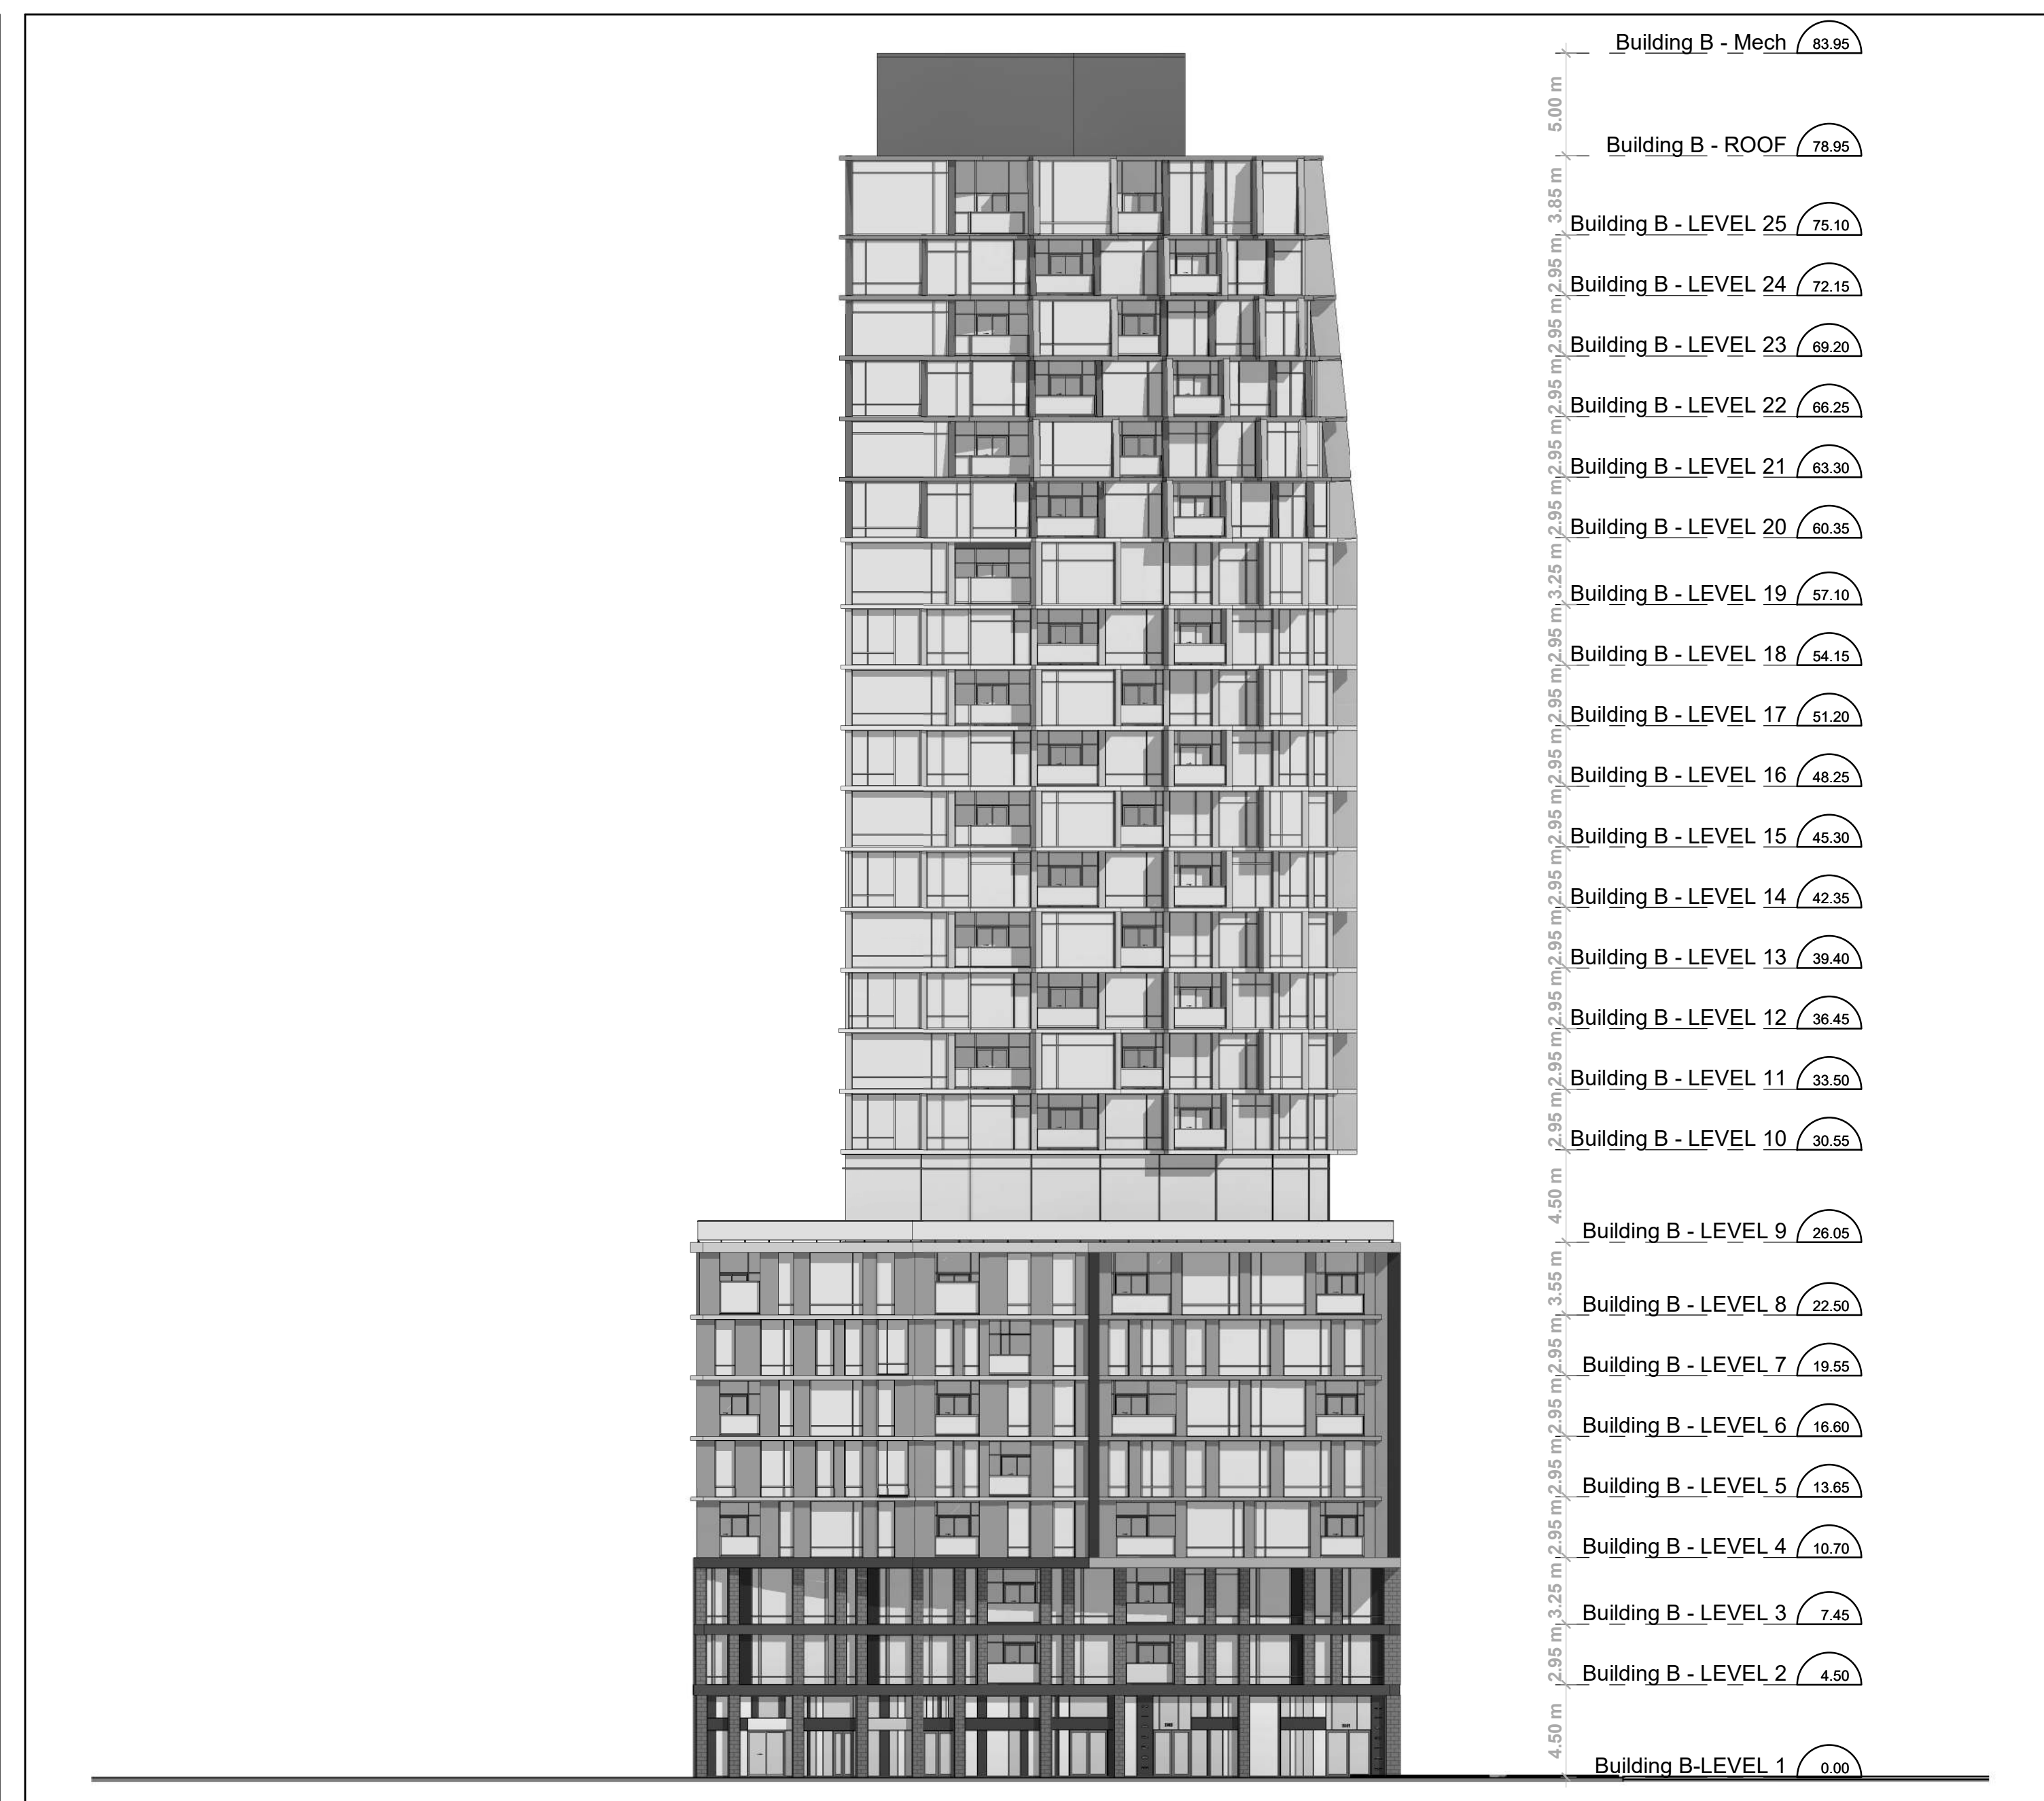 Building B - Mech 83.95
5.00 m
Building B - ROOF 78.95
3.85 m
Building B - LEVEL 25 75.10
2.95 m
Building B - LEVEL 24 72.15
2.95 m
Building B - LEVEL 23 69.20
2.95 m
Building B - LEVEL 22 66.25
2.95 m
Building B - LEVEL 21 63.30
2.95 m
Building B - LEVEL 20 60.35
3.25 m
Building B - LEVEL 19 57.10
2.95 m
Building B - LEVEL 18 54.15
2.95 m
Building B - LEVEL 17 51.20
2.95 m
Building B - LEVEL 16 48.25
2.95 m
Building B - LEVEL 15 45.30
2.95 m
Building B - LEVEL 14 42.35
2.95 m
Building B - LEVEL 13 39.40
2.95 m
Building B - LEVEL 12 36.45
2.95 m
Building B - LEVEL 11 33.50
2.95 m
Building B - LEVEL 10 30.55
4.50 m
Building B - LEVEL 9 26.05
3.55 m
Building B - LEVEL 8 22.50
2.95 m
Building B - LEVEL 7 19.55
2.95 m
Building B - LEVEL 6 16.60
2.95 m
Building B - LEVEL 5 13.65
2.95 m
Building B - LEVEL 4 10.70
3.25 m
Building B - LEVEL 3 7.45
2.95 m
Building B - LEVEL 2 4.50
4.50 m
Building B-LEVEL 1 0.00